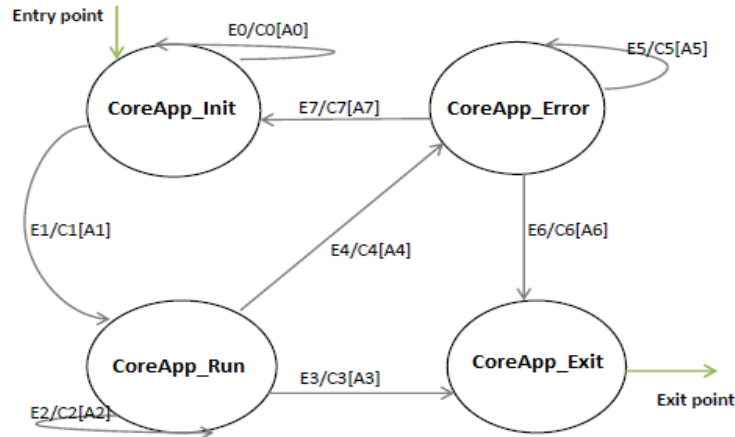 Entry point
E0/C0[A0]
E5/C5[A5]
CoreApp_Init
E7/C7[A7]
CoreApp_Error
E1/C1[A1]
E4/C4[A4]
E6/C6[A6]
CoreApp_Run
E3/C3[A3]
CoreApp_Exit
E2/C2[A2]
Exit point